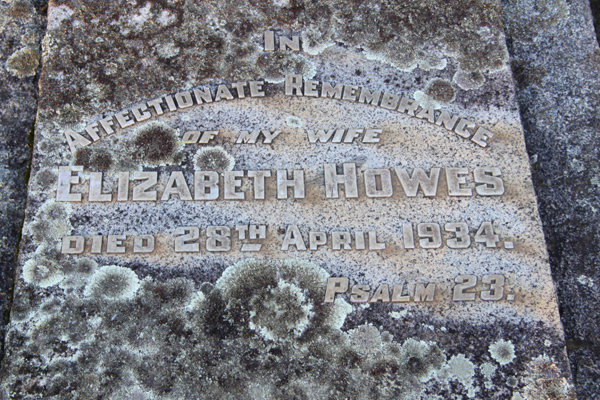 In
Affectionate Remembrance
of my wife
Elizabeth Howes
Died 28th April 1934.
Psalm 23.